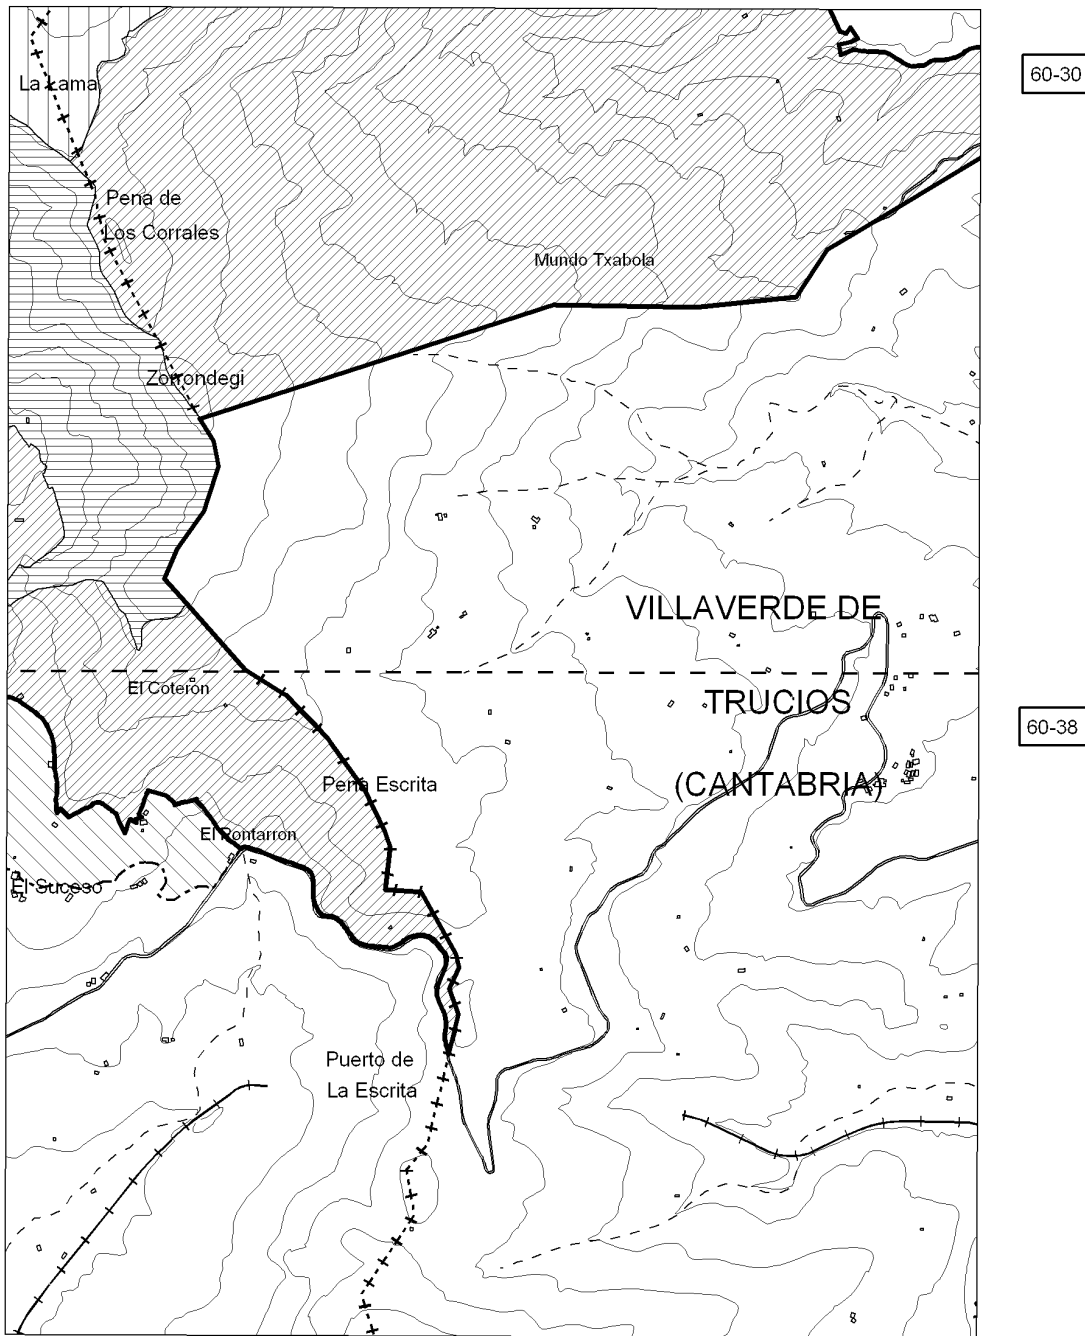 60-30
La Lama
Pena de
Los Corrales
Mundo Txabola
Zorrondegi
VILLAVERDE DE
El Coteron
TRUCIOS
60-38
Pena Escrita
(CANTABRIA)
El Pontarron
El Suceso
Puerto de
La Escrita